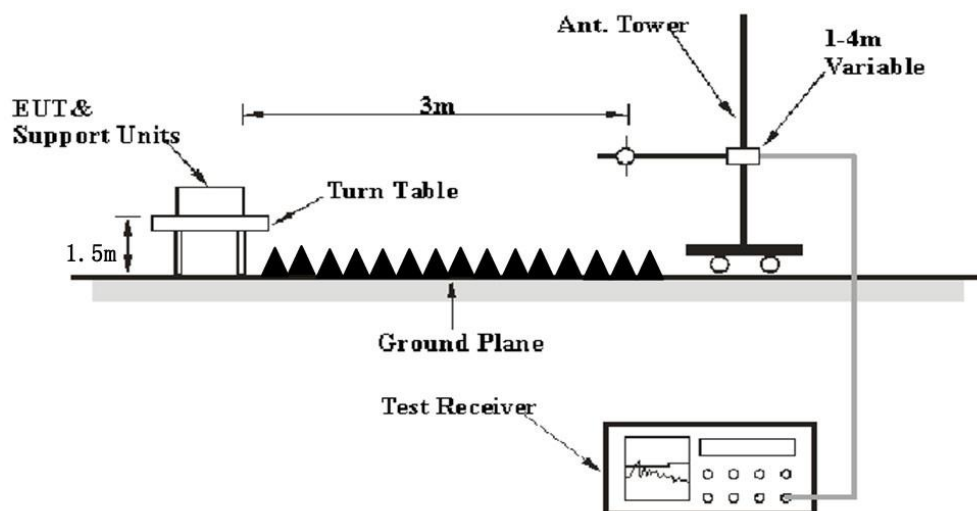 Ant. Tower
1-4m
Variable
3m
EUT&
Support Units
Turn Table
1.5m
Ground Plane
Test Receiver